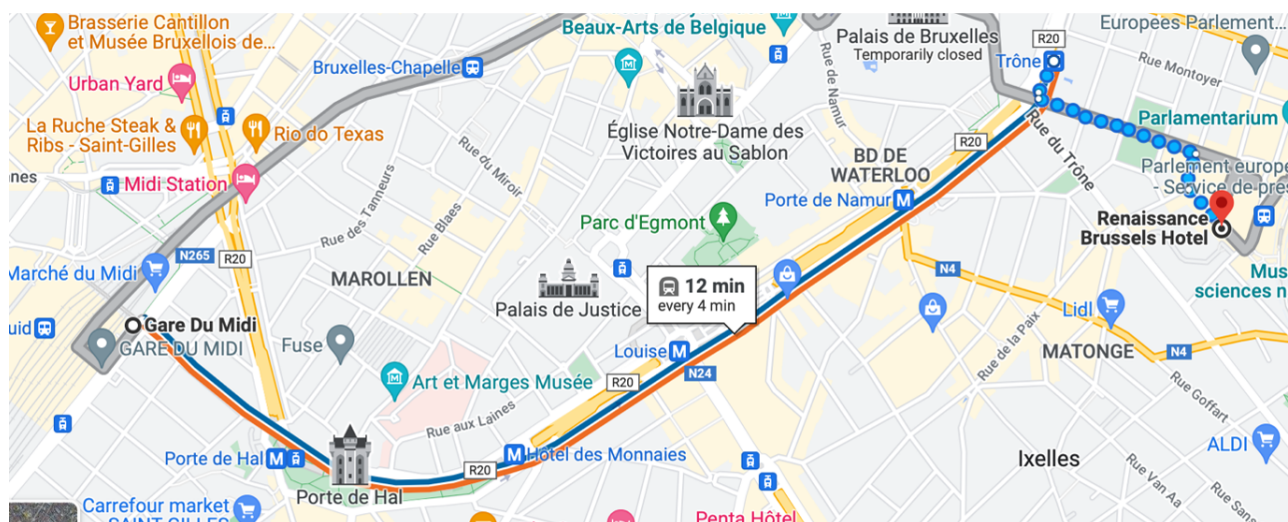 Brasserie Cantillon
et Musée Bruxellois de...
Beaux-Arts de Belgique
Palais de Bruxelles
Temporarily closed
R20
Europées Parlement...
Rue Montoyer
Urban Yard
Bruxelles-Chapelle
Rue de Namur
Trône
La Ruche Steak &
Ribs - Saint-Gilles
Rio do Texas
Église Notre-Dame des
Victoires au Sablon
R20
Rue du Trône
Parlamentarium
Rue du Miroir
BD DE
WATERLOO
Parlement europé
- Service de pres
nnes
Midi Station
Rue des Tanneurs
Rue Blaes
Porte de Namur
Parc d'Egmont
Renaissance
Brussels Hotel
N265
R20
Marché du Midi
MAROLLEN
N4
Mus
sciences n
12 min
every 4 min
Palais de Justice
Lidl
uid
Gare Du Midi
GARE DU MIDI
Fuse
Louise
Rue de la Paix
MATONGE
N4
Art et Marges Musée
R20
N24
Rue Goffart
Rue aux Laines
ALDI
Porte de Hal
R20
Hôtel des Monnaies
Ixelles
Rue Van Aa
Rue Sans
Porte de Hal
Carrefour market
SAINT GILLES
Penta Hôtel